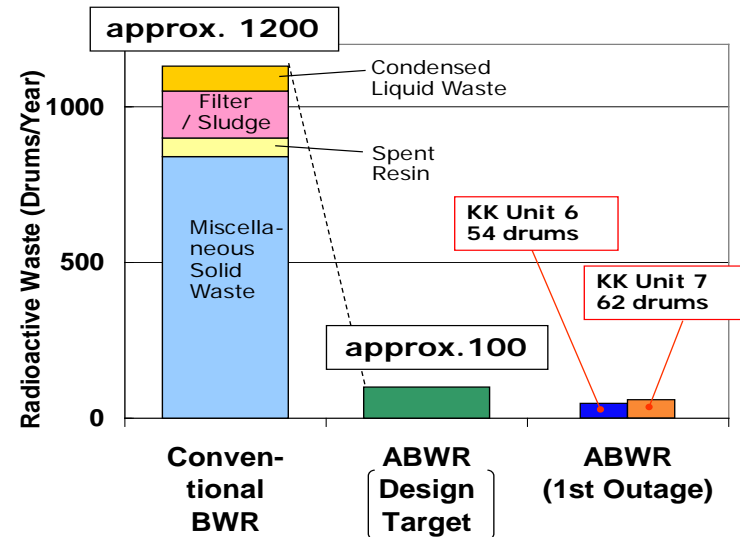 approx. 1200
Radioactive Waste (Drums/Year)
1000
500
0
Condensed
Liquid Waste
Filter
/ Sludge
Spent
Resin
Miscella-
neous
Solid
Waste
KK Unit 6
54 drums
KK Unit 7
62 drums
approx.100
Conven-
tional
BWR
ABWR
Design
Target
ABWR
(1st Outage)